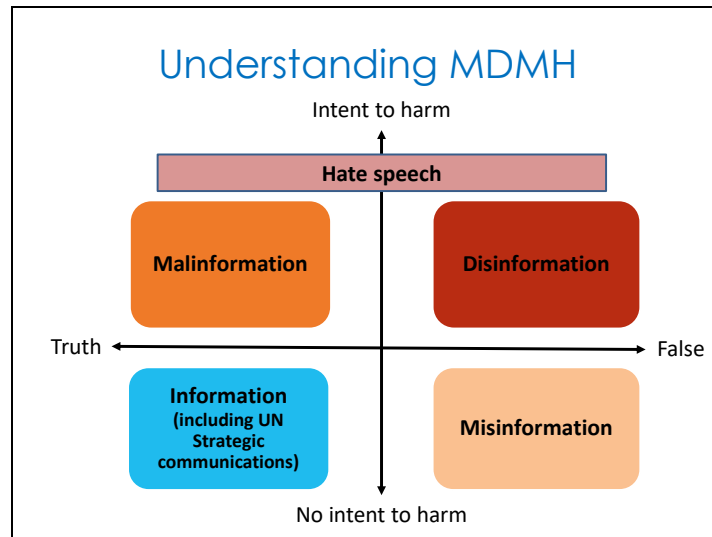 Understanding MDMH
Intent to harm
Hate speech
Malinformation
Disinformation
Truth
False
Information
(including UN
Strategic
communications)
Misinformation
No intent to harm